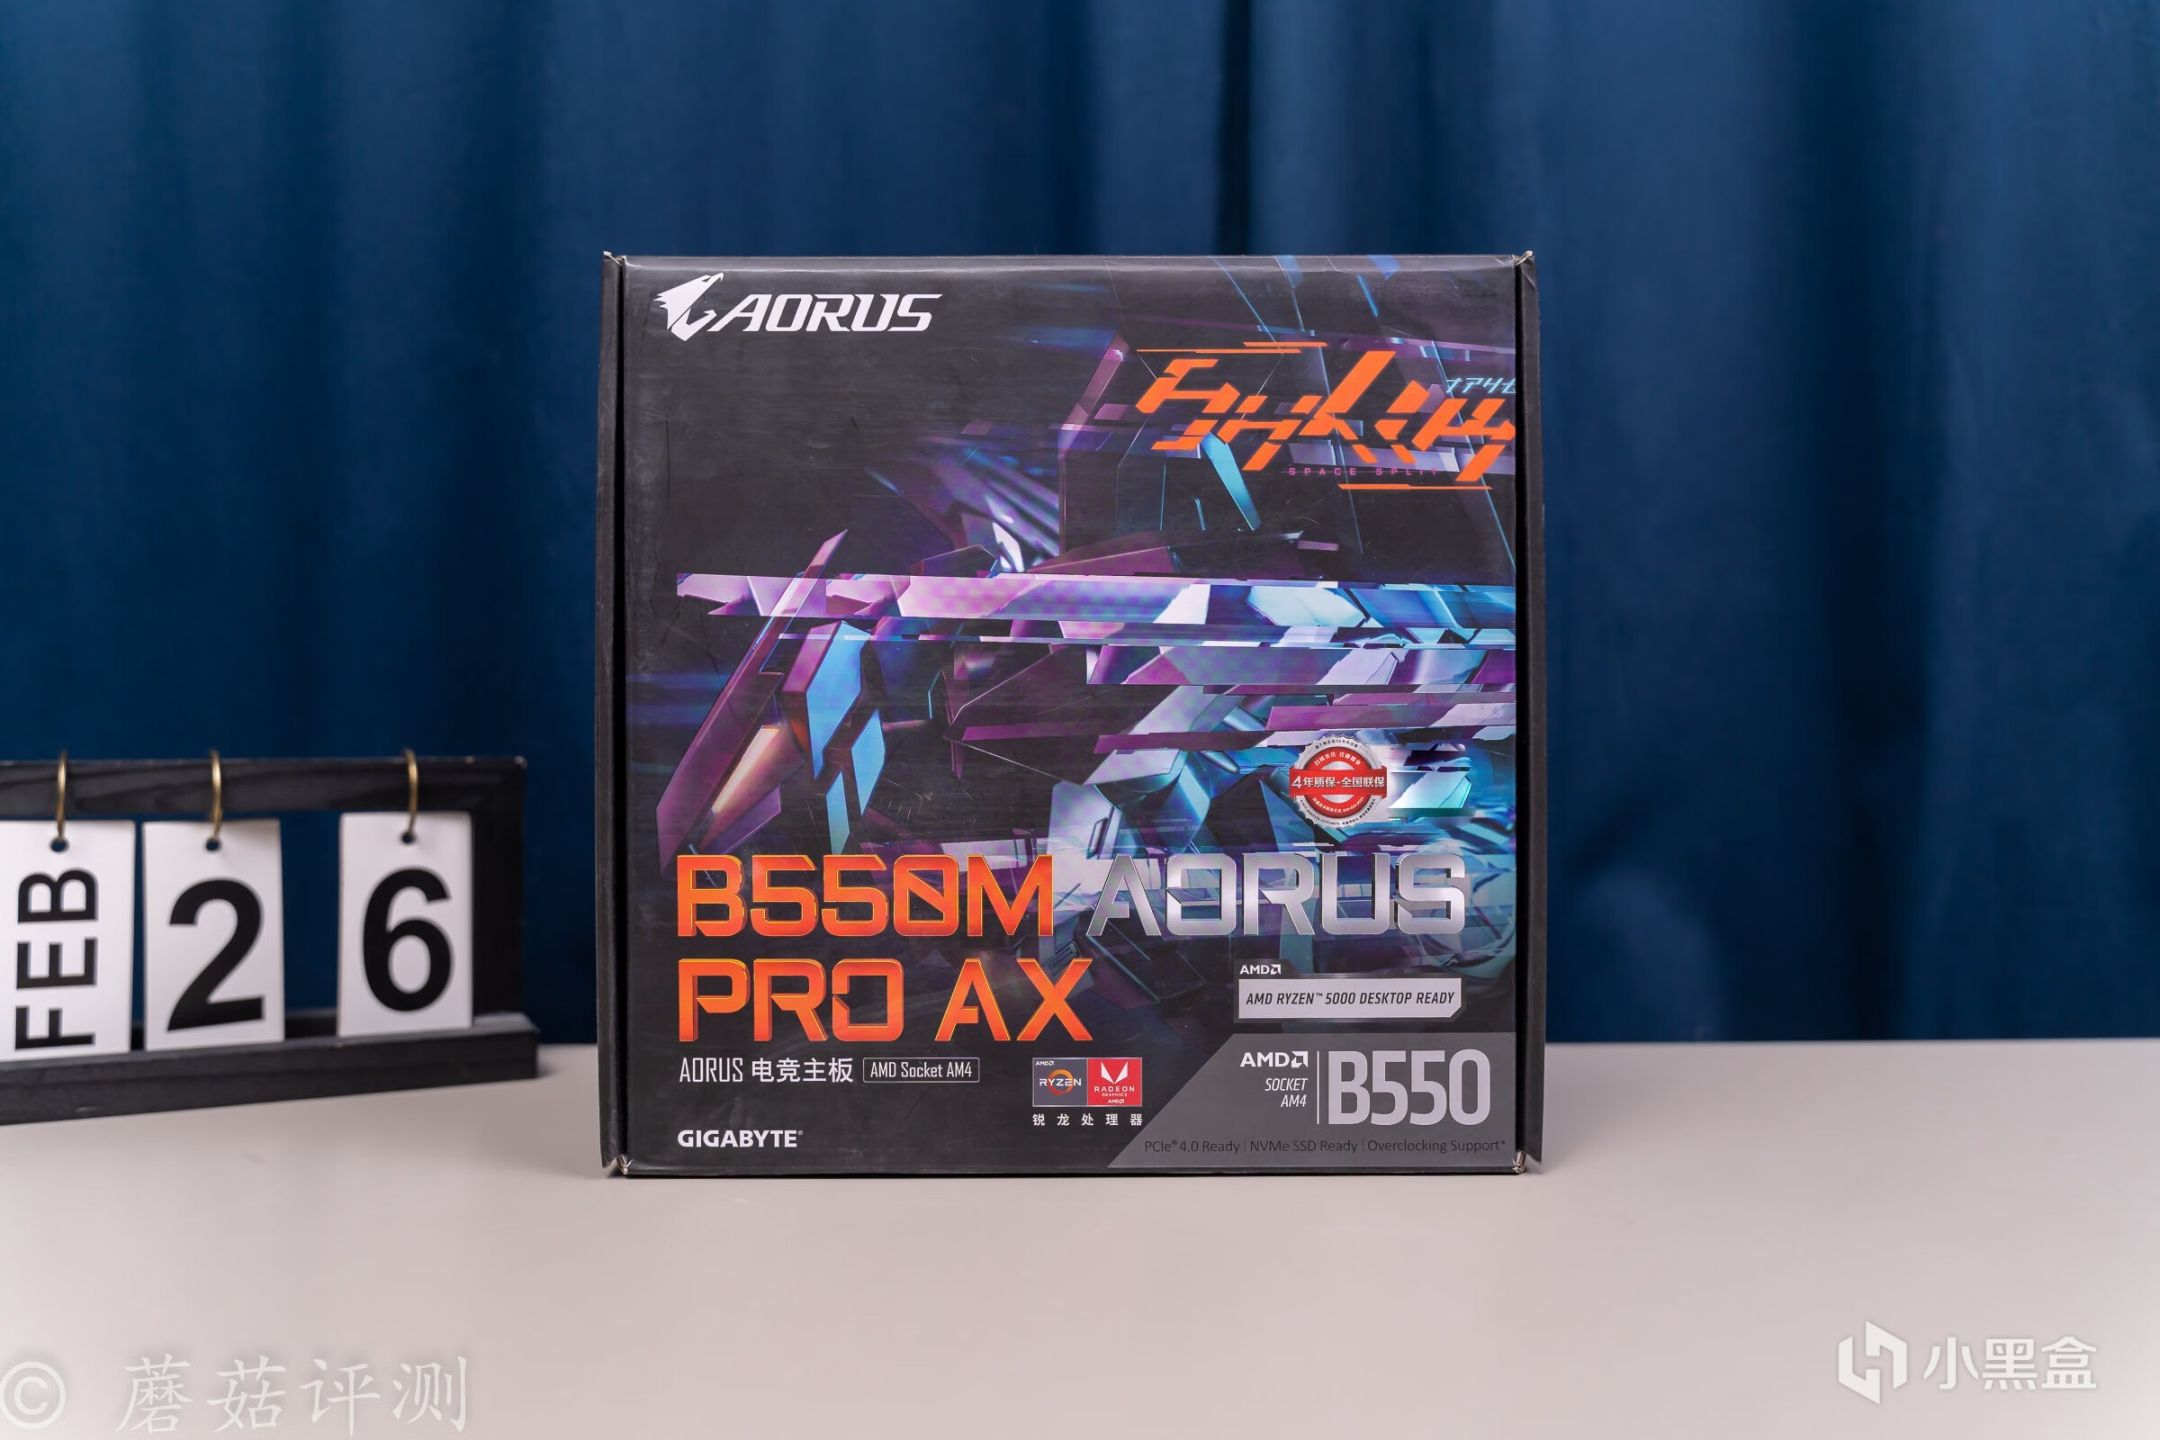 AORUS
SPACE SPLIT
4年质保+全国联保
B550M AORUS
PRO AX
AMD
AMD RYZEN™ 5000 DESKTOP READY
AORUS 电竞主板 AMD Socket AM4
AMD
RYZEN
RADEON
GRAPHICS
AMD
锐龙处理器
AMD
SOCKET
AM4
B550
GIGABYTE®
PCIe® 4.0 Ready | NVMe SSD Ready | Overclocking Support*
FEB
2
6
© 蘑菇评测
小黑盒